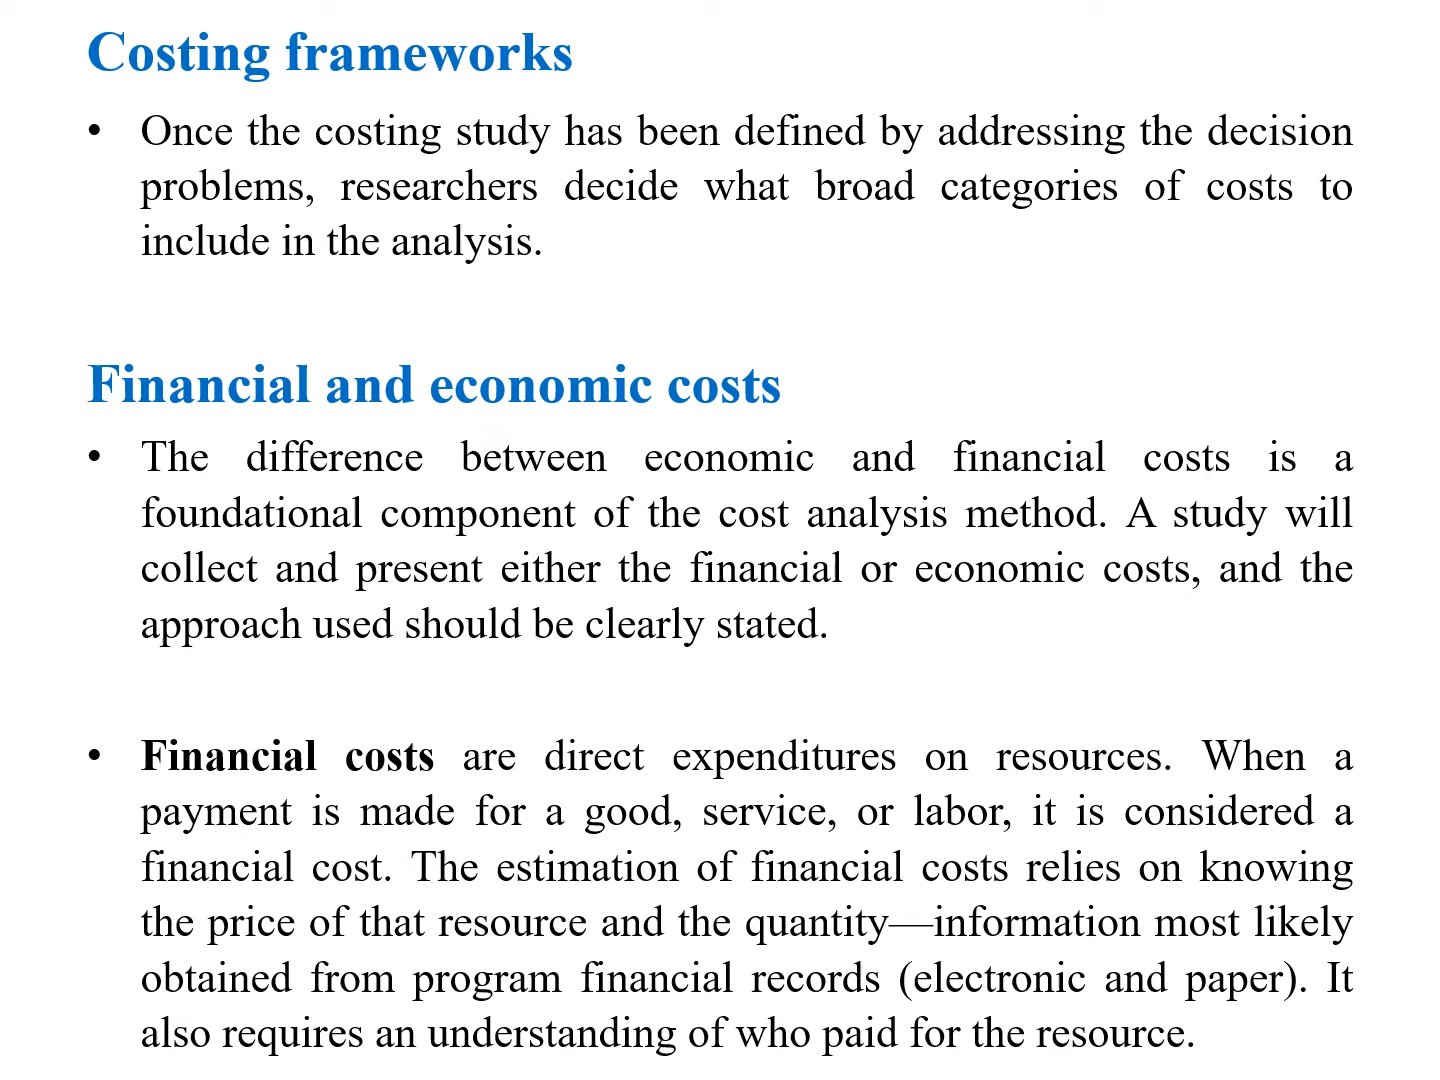 Costing frameworks
• Once the costing study has been defined by addressing the decision
problems, researchers decide what broad categories of costs to
include in the analysis.
Financial and economic costs
• The difference between economic and financial costs is a
foundational component of the cost analysis method. A study will
collect and present either the financial or economic costs, and the
approach used should be clearly stated.
• Financial costs are direct expenditures on resources. When a
payment is made for a good, service, or labor, it is considered a
financial cost. The estimation of financial costs relies on knowing
the price of that resource and the quantity—information most likely
obtained from program financial records (electronic and paper). It
also requires an understanding of who paid for the resource.